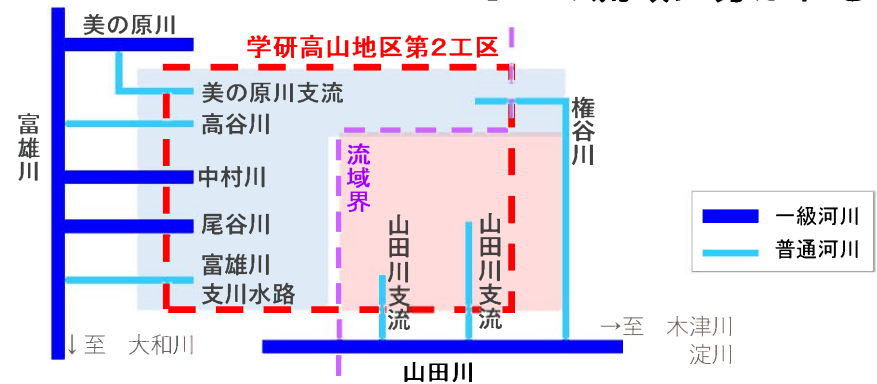 美の原川
学研高山地区第2工区
美の原川支流
高谷川
権谷川
富雄川
中村川
流域界
尾谷川
山田川支流
山田川支流
富雄川
支川水路
一級河川
普通河川
↓至 大和川
→至 木津川
淀川
山田川